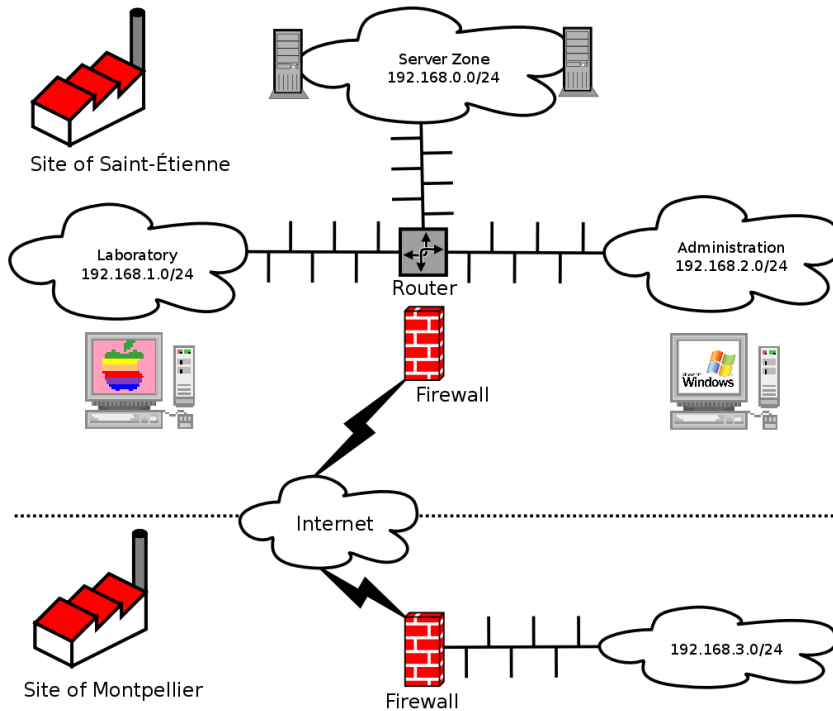 Server Zone
192.168.0.0/24
Site of Saint-Étienne
Laboratory
192.168.1.0/24
Administration
192.168.2.0/24
Router
Firewall
Microsoft
Windows
Internet
192.168.3.0/24
Site of Montpellier
Firewall